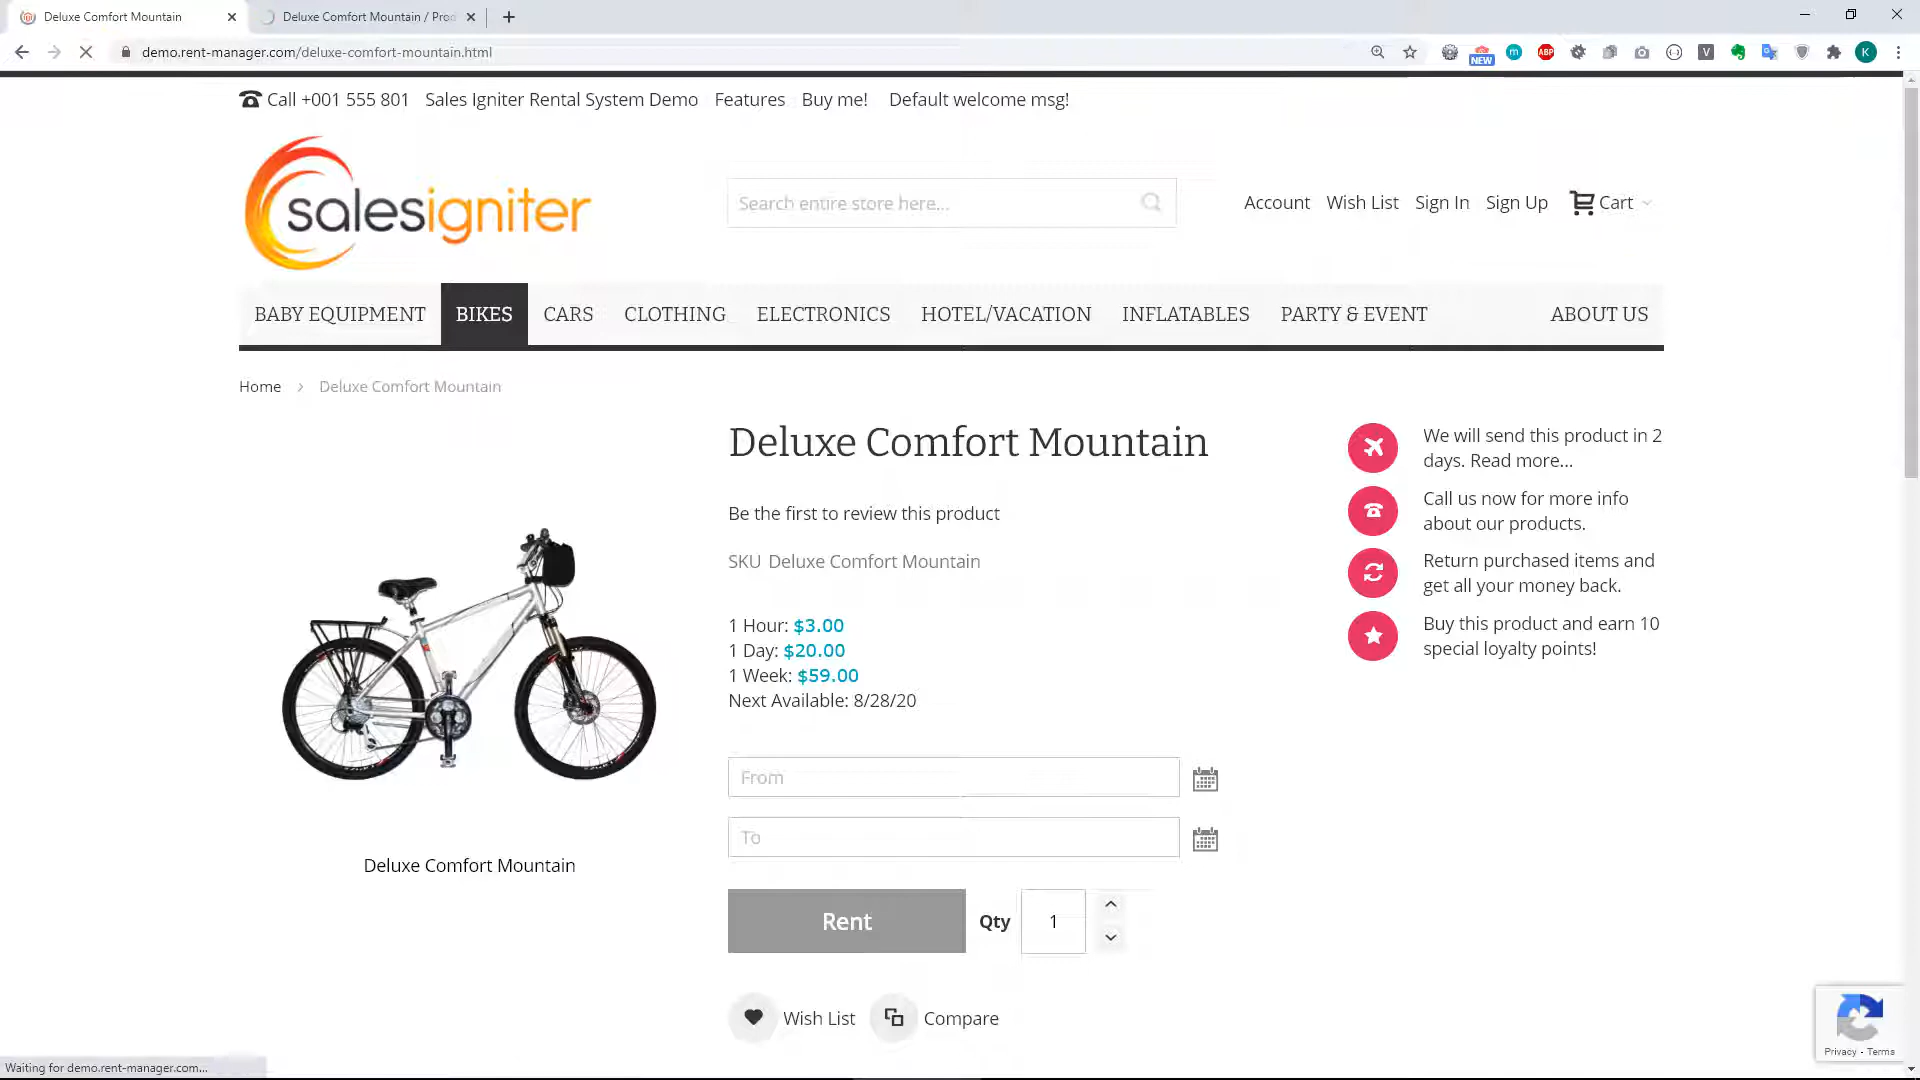 Deluxe Comfort Mountain
Deluxe Comfort Mountain / Prod
demo.rent-manager.com/deluxe-comfort-mountain.html
NEW
m
ABP
V
K
Call +001 555 801 Sales Igniter Rental System Demo Features Buy me! Default welcome msg!
salesigniter
Search entire store here...
Account Wish List Sign In Sign Up Cart
BABY EQUIPMENT BIKES CARS CLOTHING ELECTRONICS HOTEL/VACATION INFLATABLES PARTY & EVENT ABOUT US
Home > Deluxe Comfort Mountain
Deluxe Comfort Mountain
Be the first to review this product
SKU Deluxe Comfort Mountain
1 Hour: $3.00
1 Day: $20.00
1 Week: $59.00
Next Available: 8/28/20
From
To
Rent Qty 1
Wish List Compare
Deluxe Comfort Mountain
We will send this product in 2
days. Read more...
Call us now for more info
about our products.
Return purchased items and
get all your money back.
Buy this product and earn 10
special loyalty points!
Privacy - Terms
Waiting for demo.rent-manager.com...